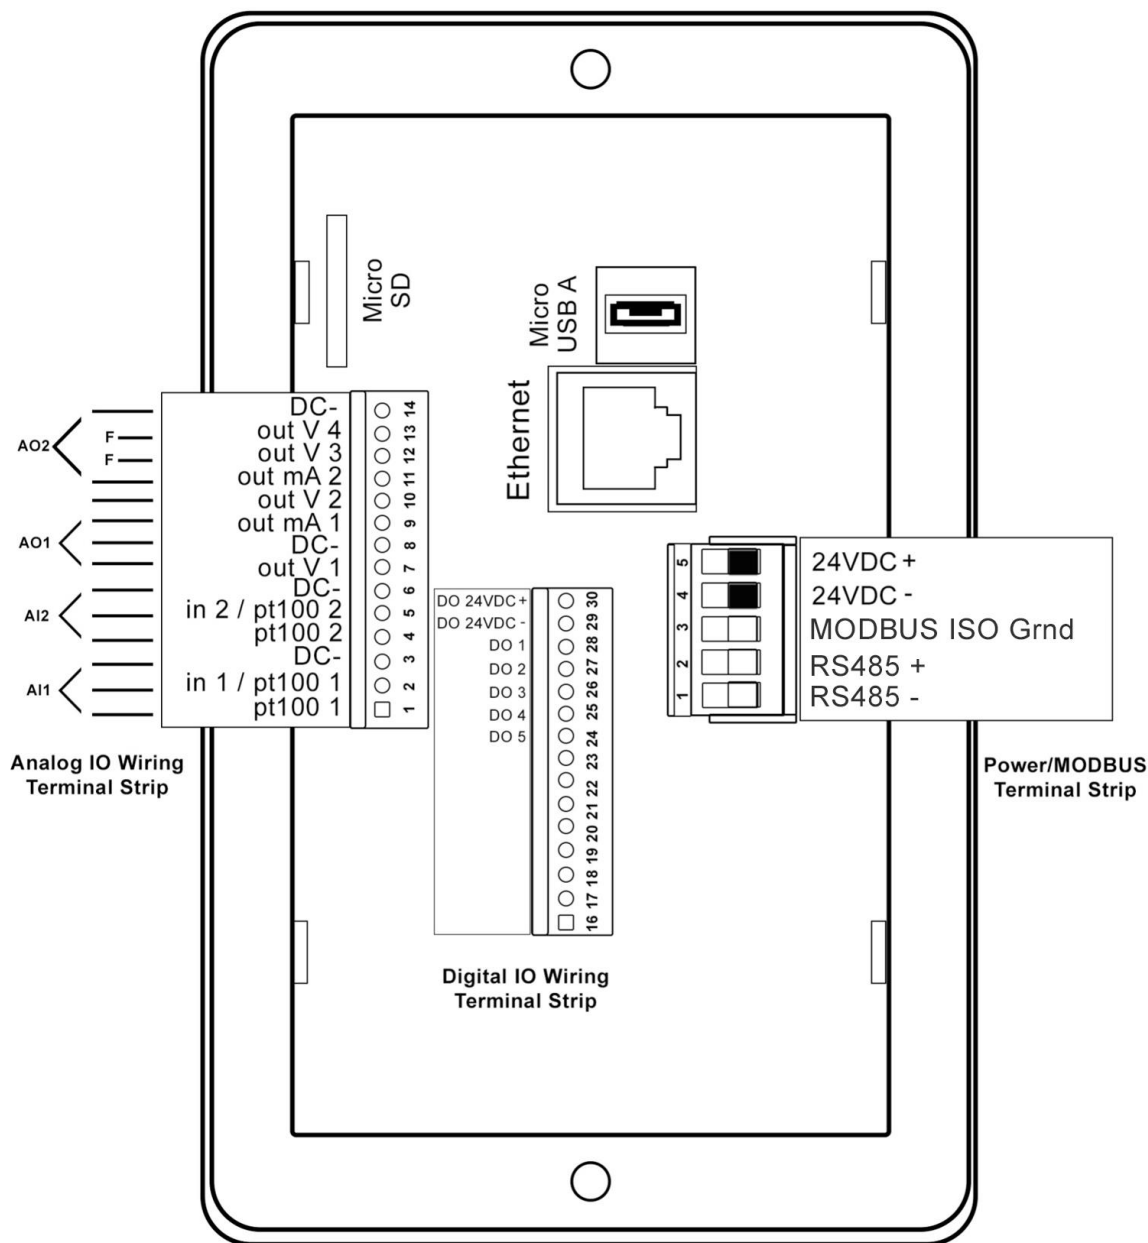 Micro
SD
Micro
USB A
Ethernet
AO2
F
F
AO1
AI2
AI1
DC- 14
out V 4 13
out V 3 12
out mA 2 11
out V 2 10
out mA 1 9
DC- 8
out V 1 7
DC- 6
in 2 / pt100 2 5
pt100 2 4
DC- 3
in 1 / pt100 1 2
pt100 1 1
Analog IO Wiring
Terminal Strip
DO 24VDC+ 30
DO 24VDC - 29
DO 1 28
DO 2 27
DO 3 26
DO 4 25
DO 5 24
23
22
21
20
19
18
17
16
Digital IO Wiring
Terminal Strip
5 24VDC+
4 24VDC -
3 MODBUS ISO Grnd
2 RS485 +
1 RS485 -
Power/MODBUS
Terminal Strip